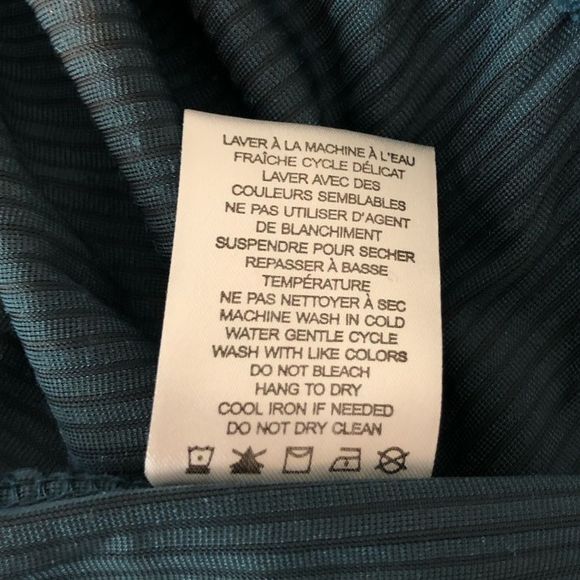 LAVER À LA MACHINE À L'EAU
FRAÎCHE CYCLE DÉLICAT
LAVER AVEC DES
COULEURS SEMBLABLES
NE PAS UTILISER D'AGENT
DE BLANCHIMENT
SUSPENDRE POUR SECHER
REPASSER À BASSE
TEMPÉRATURE
NE PAS NETTOYER À SEC
MACHINE WASH IN COLD
WATER GENTLE CYCLE
WASH WITH LIKE COLORS
DO NOT BLEACH
HANG TO DRY
COOL IRON IF NEEDED
DO NOT DRY CLEAN